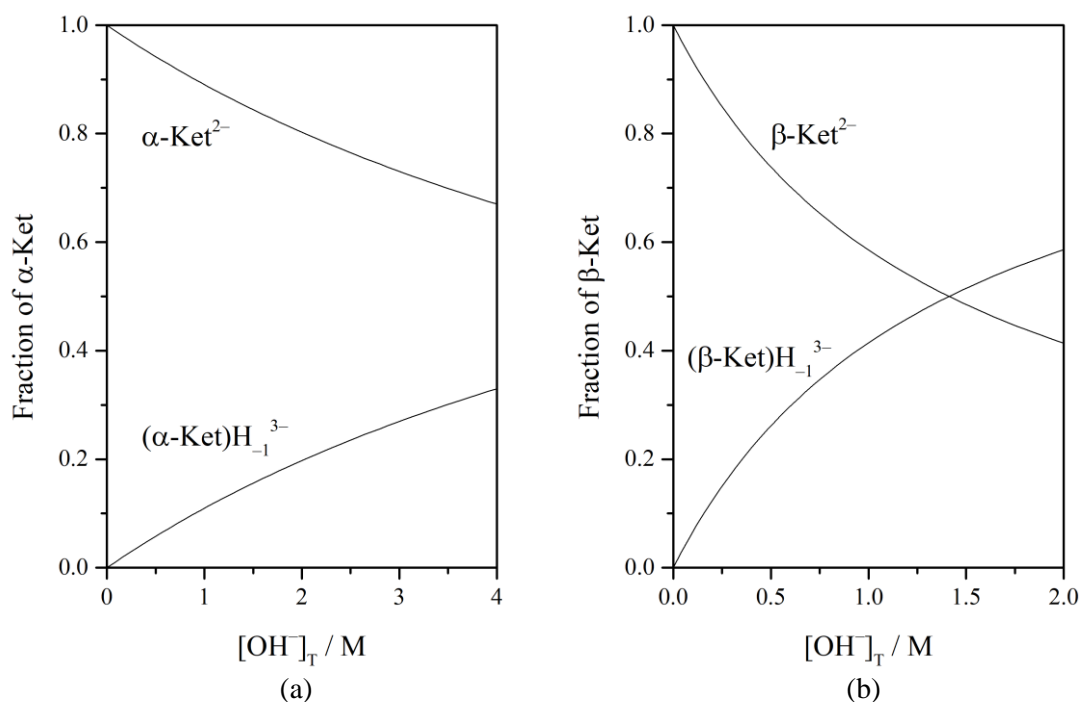 Fraction of α-Ket
1.0
0.8
0.6
0.4
0.2
0.0
α-Ket²⁻
(α-Ket)H₋₁³⁻
0 1 2 3 4
[OH⁻]T / M
(a)
Fraction of β-Ket
1.0
0.8
0.6
0.4
0.2
0.0
β-Ket²⁻
(β-Ket)H₋₁³⁻
0.0 0.5 1.0 1.5 2.0
[OH⁻]T / M
(b)